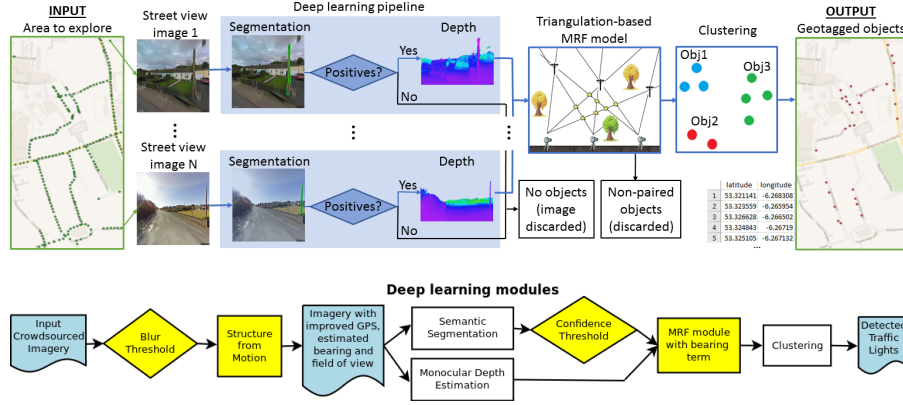 INPUT
Area to explore
Street view
image 1
Deep learning pipeline
Segmentation
Positives?
Yes
No
Depth
Triangulation-based
MRF model
Clustering
Obj1
Obj3
Obj2
OUTPUT
Geotagged objects
Street view
image N
Segmentation
Positives?
Yes
No
Depth
No objects
(image
discarded)
Non-paired
objects
(discarded)
latitude longitude
1 53.321141 -6.268308
2 53.323559 -6.265954
3 53.326628 -6.266502
4 53.324843 -6.26719
5 53.325105 -6.267132
...
Deep learning modules
Input
Crowdsourced
Imagery
Blur
Threshold
Structure
from
Motion
Imagery with
improved GPS,
estimated
bearing and
field of view
Semantic
Segmentation
Confidence
Threshold
Monocular Depth
Estimation
MRF module
with bearing
term
Clustering
Detected
Traffic
Lights